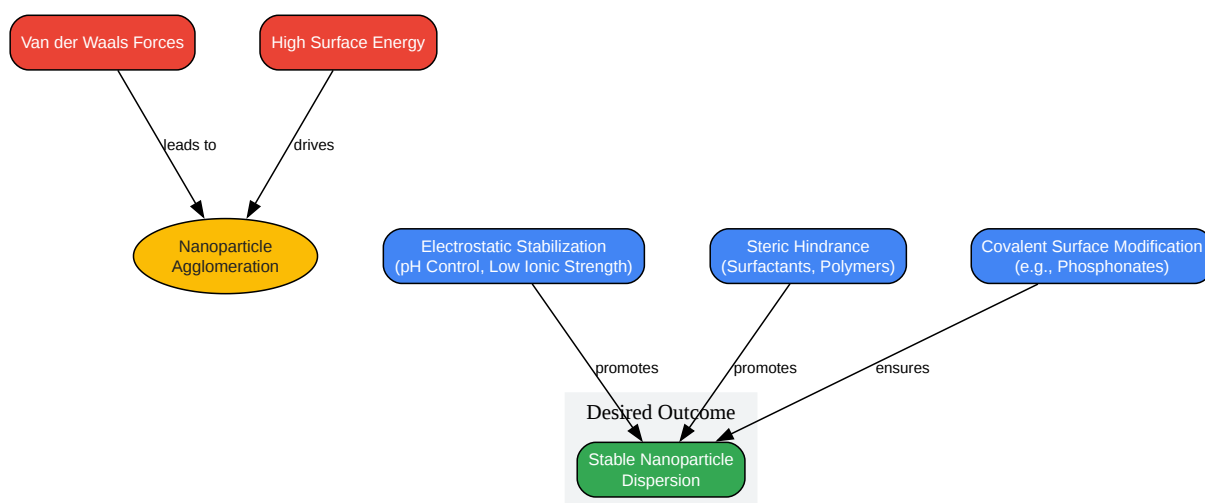 Van der Waals Forces
High Surface Energy
leads to
drives
Nanoparticle
Agglomeration
Electrostatic Stabilization
(pH Control, Low Ionic Strength)
Steric Hindrance
(Surfactants, Polymers)
Covalent Surface Modification
(e.g., Phosphonates)
promotes
promotes
ensures
Desired Outcome
Stable Nanoparticle
Dispersion